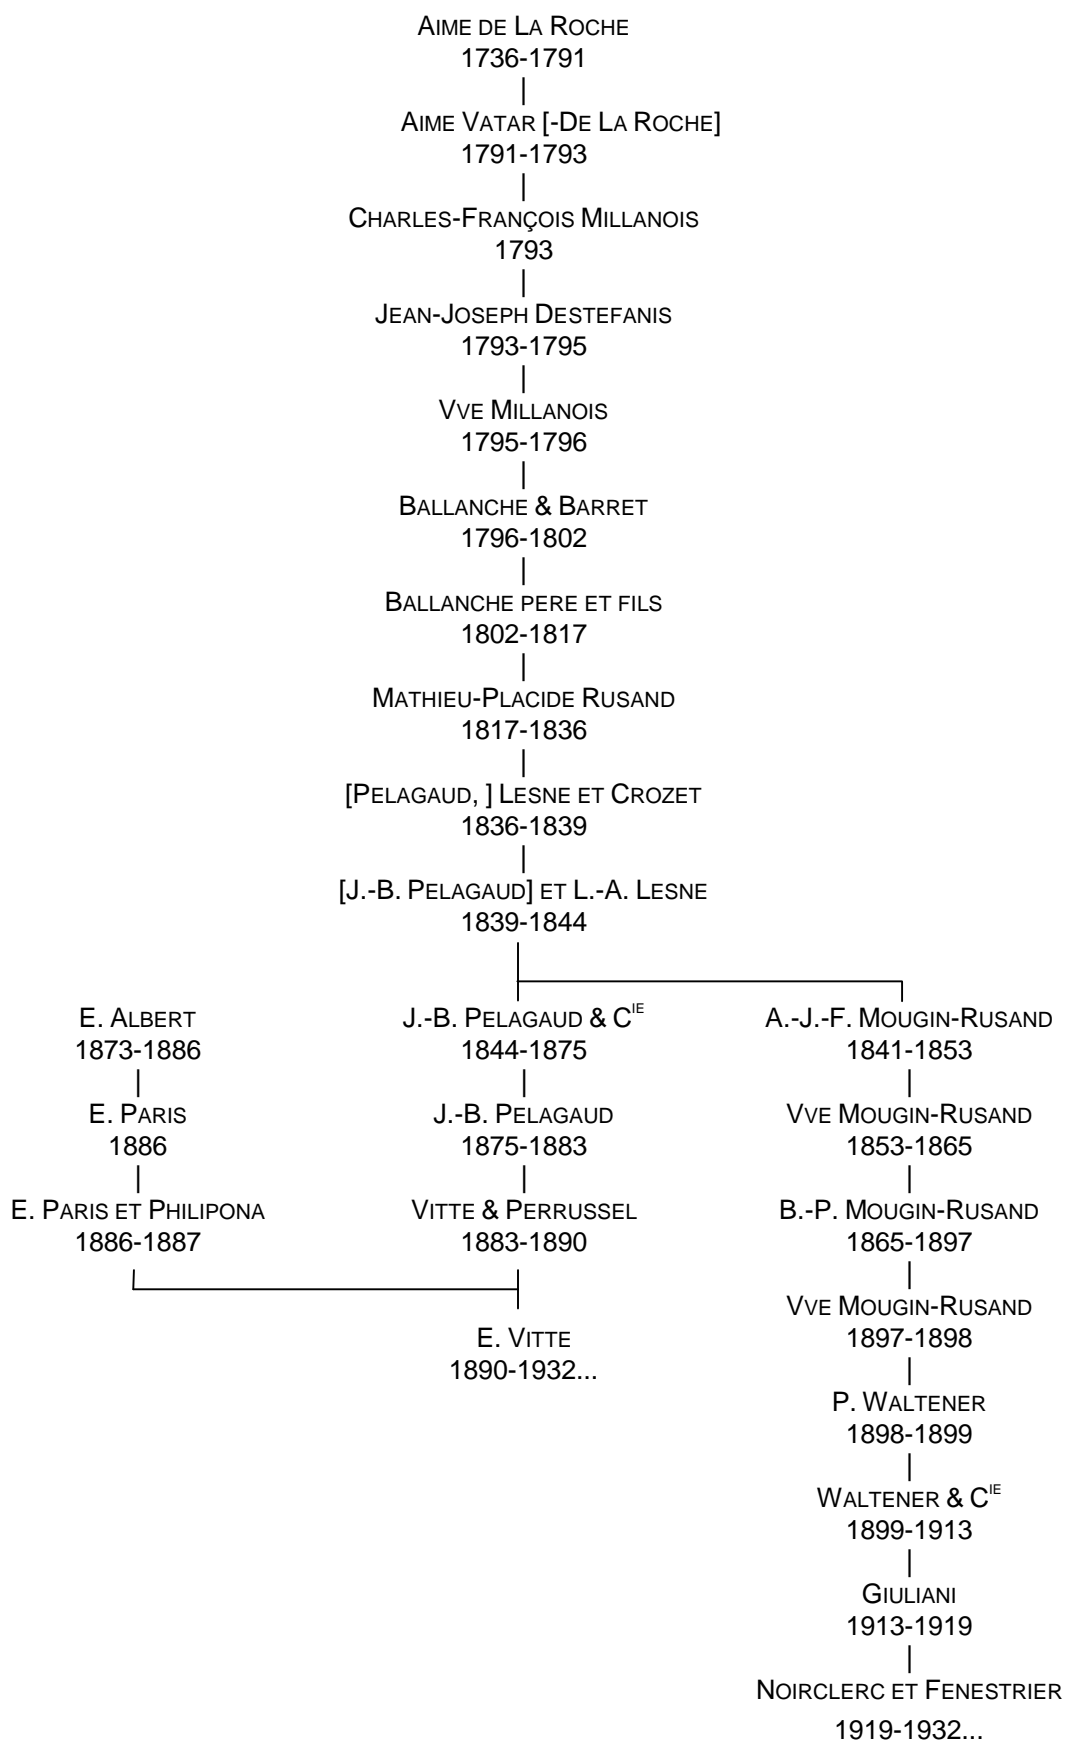 AIME DE LA ROCHE
1736-1791
AIME VATAR [-DE LA ROCHE]
1791-1793
CHARLES-FRANÇOIS MILLANOIS
1793
JEAN-JOSEPH DESTEFANIS
1793-1795
VVE MILLANOIS
1795-1796
BALLANCHE & BARRET
1796-1802
BALLANCHE PERE ET FILS
1802-1817
MATHIEU-PLACIDE RUSAND
1817-1836
[PELAGAUD, ] LESNE ET CROZET
1836-1839
[J.-B. PELAGAUD] ET L.-A. LESNE
1839-1844
E. ALBERT
1873-1886
E. PARIS
1886
E. PARIS ET PHILIPONA
1886-1887
J.-B. PELAGAUD & CIE
1844-1875
J.-B. PELAGAUD
1875-1883
VITTE & PERRUSSEL
1883-1890
E. VITTE
1890-1932...
A.-J.-F. MOUGIN-RUSAND
1841-1853
VVE MOUGIN-RUSAND
1853-1865
B.-P. MOUGIN-RUSAND
1865-1897
VVE MOUGIN-RUSAND
1897-1898
P. WALTENER
1898-1899
WALTENER & CIE
1899-1913
GIULIANI
1913-1919
NOIRCLERC ET FENESTRIER
1919-1932...